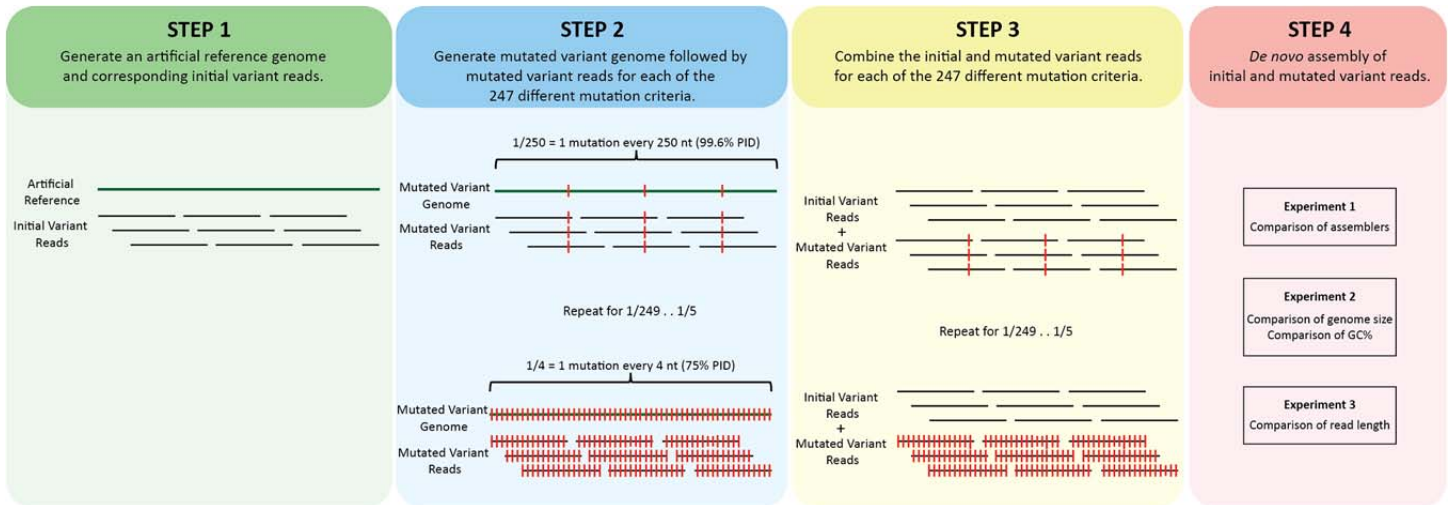 STEP 1
Generate an artificial reference genome
and corresponding initial variant reads.
Artificial
Reference
Initial Variant
Reads
STEP 2
Generate mutated variant genome followed by
mutated variant reads for each of the
247 different mutation criteria.
1/250 = 1 mutation every 250 nt (99.6% PID)
Mutated Variant
Genome
Mutated Variant
Reads
Repeat for 1/249 . . 1/5
1/4 = 1 mutation every 4 nt (75% PID)
Mutated Variant
Genome
Mutated Variant
Reads
STEP 3
Combine the initial and mutated variant reads
for each of the 247 different mutation criteria.
Initial Variant
Reads
+
Mutated Variant
Reads
Repeat for 1/249 . . 1/5
Initial Variant
Reads
+
Mutated Variant
Reads
STEP 4
De novo assembly of
initial and mutated variant reads.
Experiment 1
Comparison of assemblers
Experiment 2
Comparison of genome size
Comparison of GC%
Experiment 3
Comparison of read length